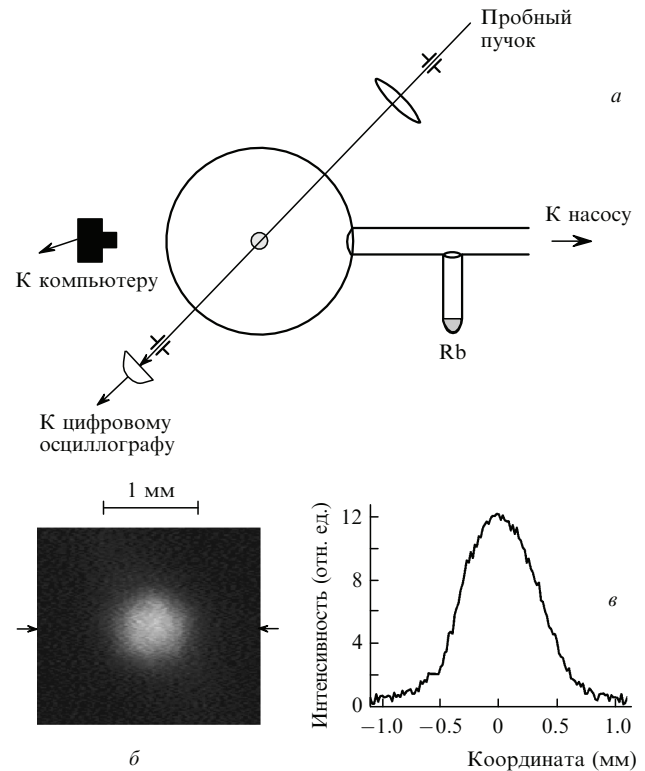 Пробный
пучок
а
К насосу
К компьютеру
Rb
К цифровому
осциллографу
1 мм
б
Интенсивность (отн. ед.)
12
8
4
0
в
−1.0 −0.5 0 0.5 1.0
Координата (мм)